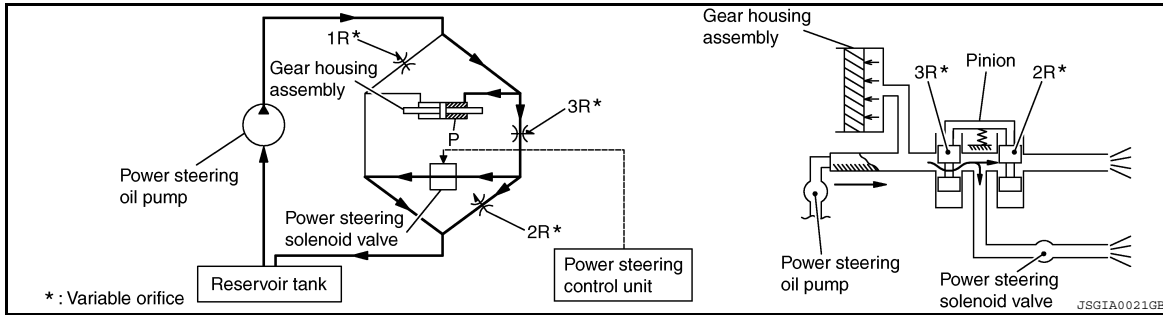 1R*
Gear housing
assembly
3R*
P
Power steering
oil pump
Power steering
solenoid valve
2R*
Reservoir tank
Power steering
control unit
* : Variable orifice
Gear housing
assembly
Pinion
3R*
2R*
Power steering
oil pump
Power steering
solenoid valve
JSGIA0021GB